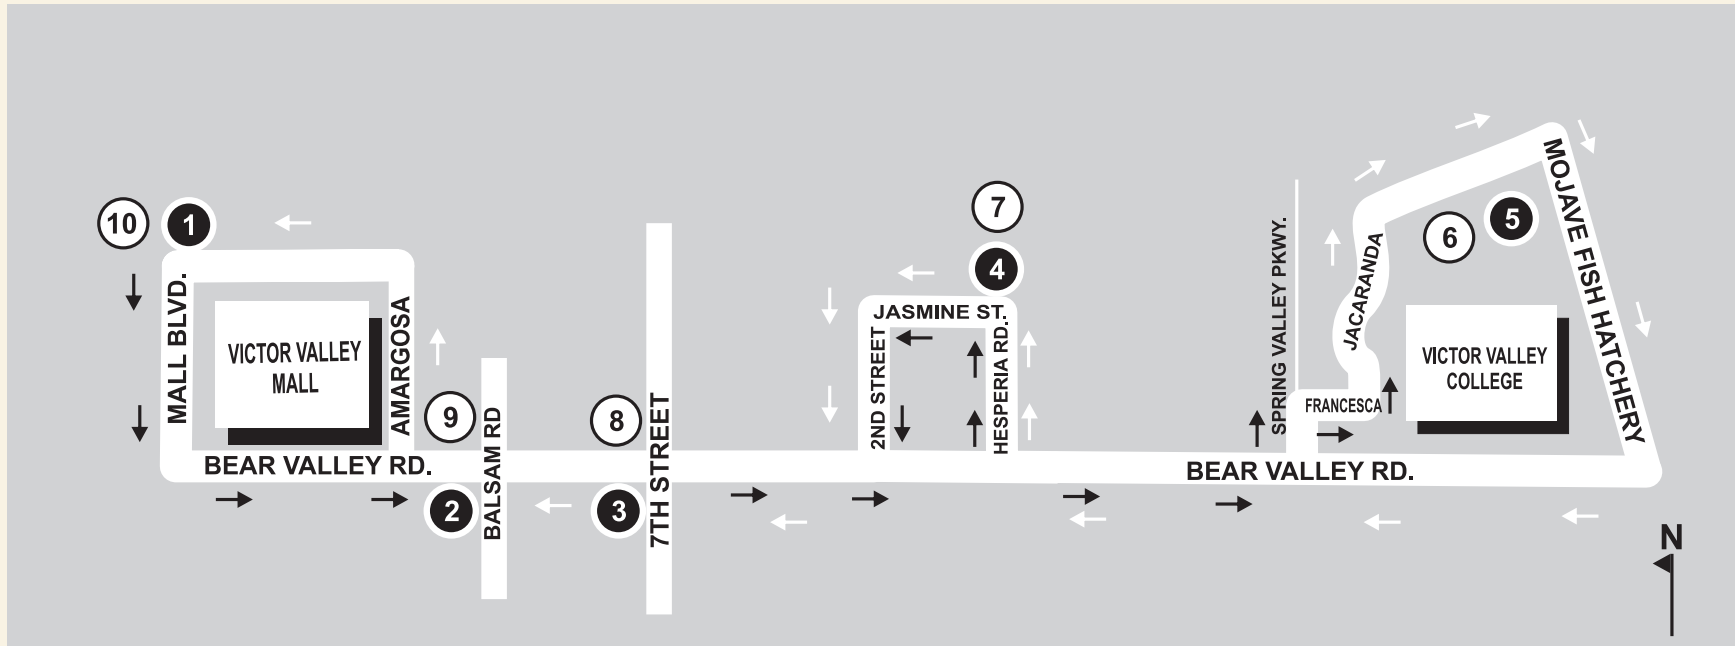 10
1
MALL BLVD.
VICTOR VALLEY
MALL
AMARGOSA
BEAR VALLEY RD.
9
2
BALSAM RD
8
3
7TH STREET
7
4
JASMINE ST.
2ND STREET
HESPERIA RD.
SPRING VALLEY PKWY.
FRANCESCA
JACARANDA
6
5
VICTOR VALLEY
COLLEGE
MOJAVE FISH HATCHERY
BEAR VALLEY RD.
N